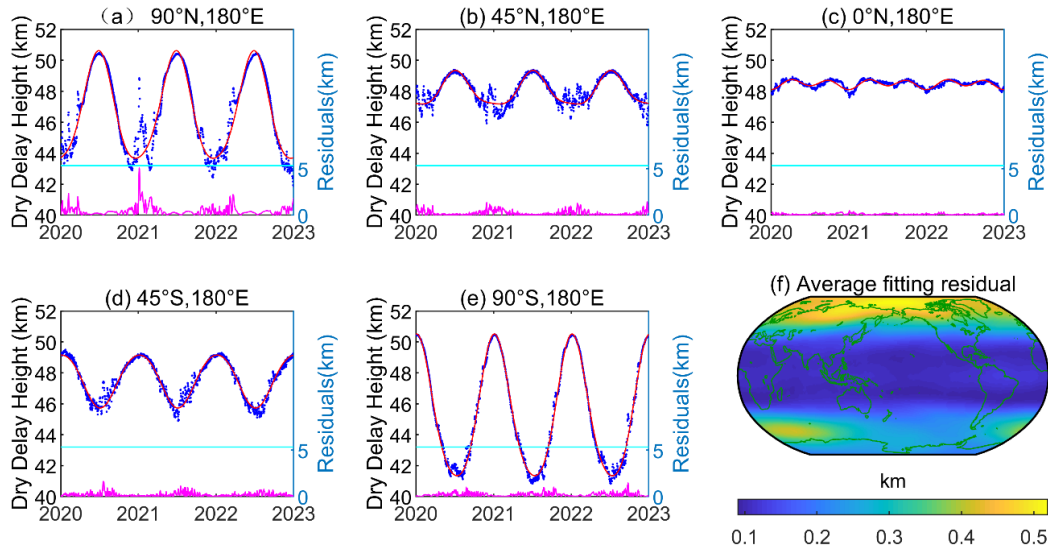 （a） 90°N,180°E
Dry Delay Height (km)
52
50
48
46
44
42
40
5
0
Residuals(km)
2020 2021 2022 2023
(b) 45°N,180°E
Dry Delay Height (km)
52
50
48
46
44
42
40
5
0
Residuals(km)
2020 2021 2022 2023
(c) 0°N,180°E
Dry Delay Height (km)
52
50
48
46
44
42
40
5
0
Residuals(km)
2020 2021 2022 2023
(d) 45°S,180°E
Dry Delay Height (km)
52
50
48
46
44
42
40
5
0
Residuals(km)
2020 2021 2022 2023
(e) 90°S,180°E
Dry Delay Height (km)
52
50
48
46
44
42
40
5
0
Residuals(km)
2020 2021 2022 2023
(f) Average fitting residual
km
0.1 0.2 0.3 0.4 0.5